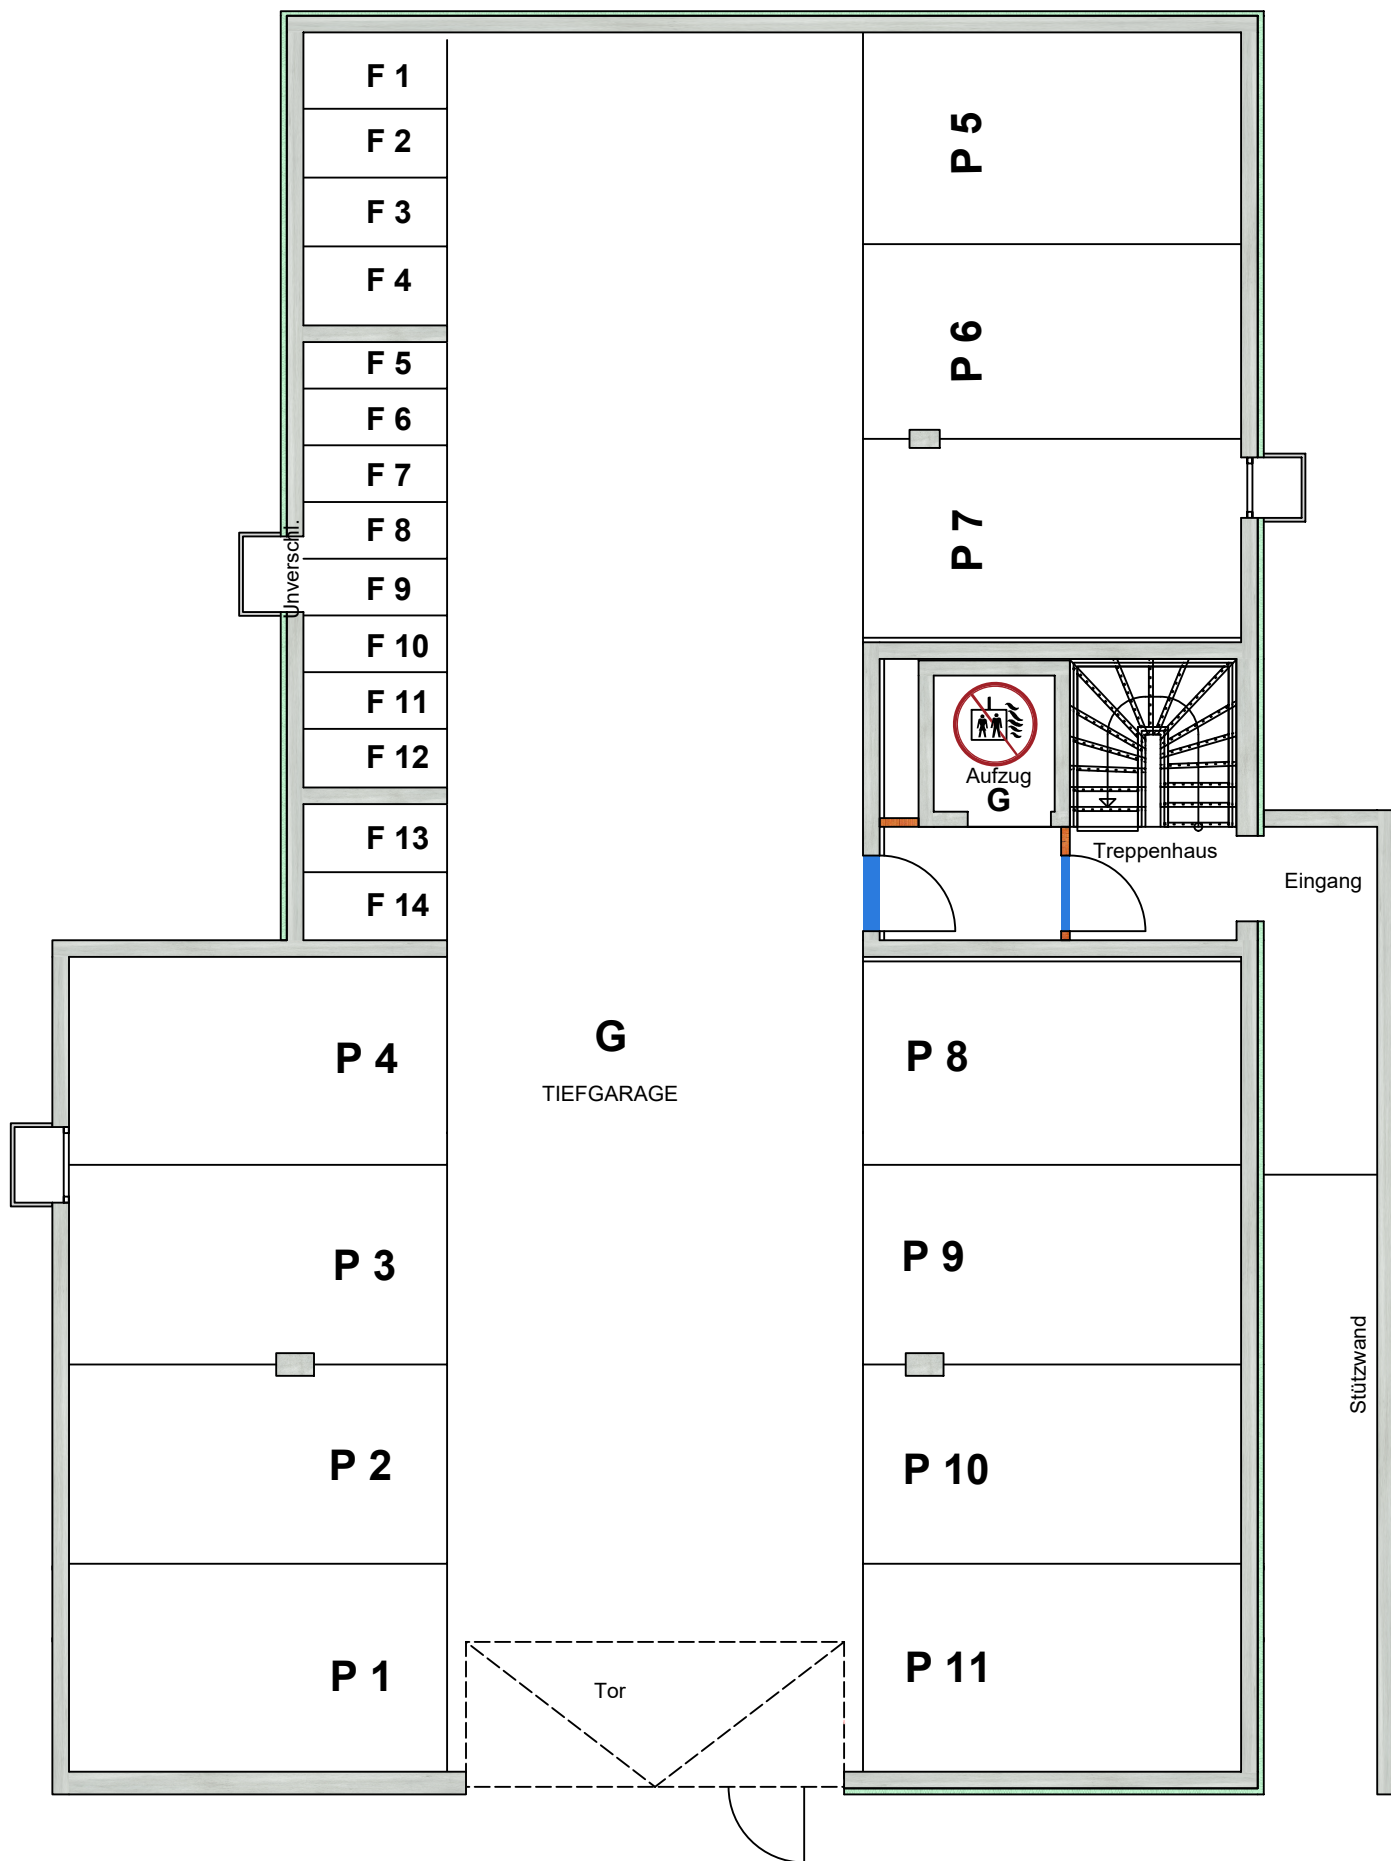 F 1
F 2
F 3
F 4
F 5
F 6
F 7
F 8
F 9
F 10
F 11
F 12
F 13
F 14
Unverschl.
P 5
P 6
P 7
Aufzug
G
Treppenhaus
Eingang
G
TIEFGARAGE
P 4
P 3
P 2
P 1
P 8
P 9
P 10
P 11
Stützwand
Tor